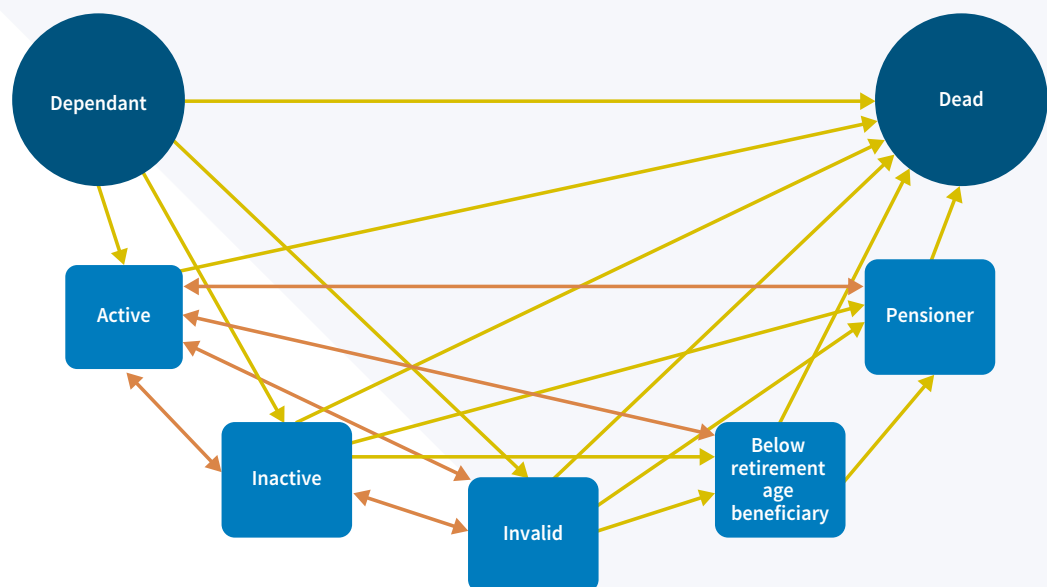 Dependant
Dead
Active
Pensioner
Inactive
Invalid
Below
retirement
age
beneficiary